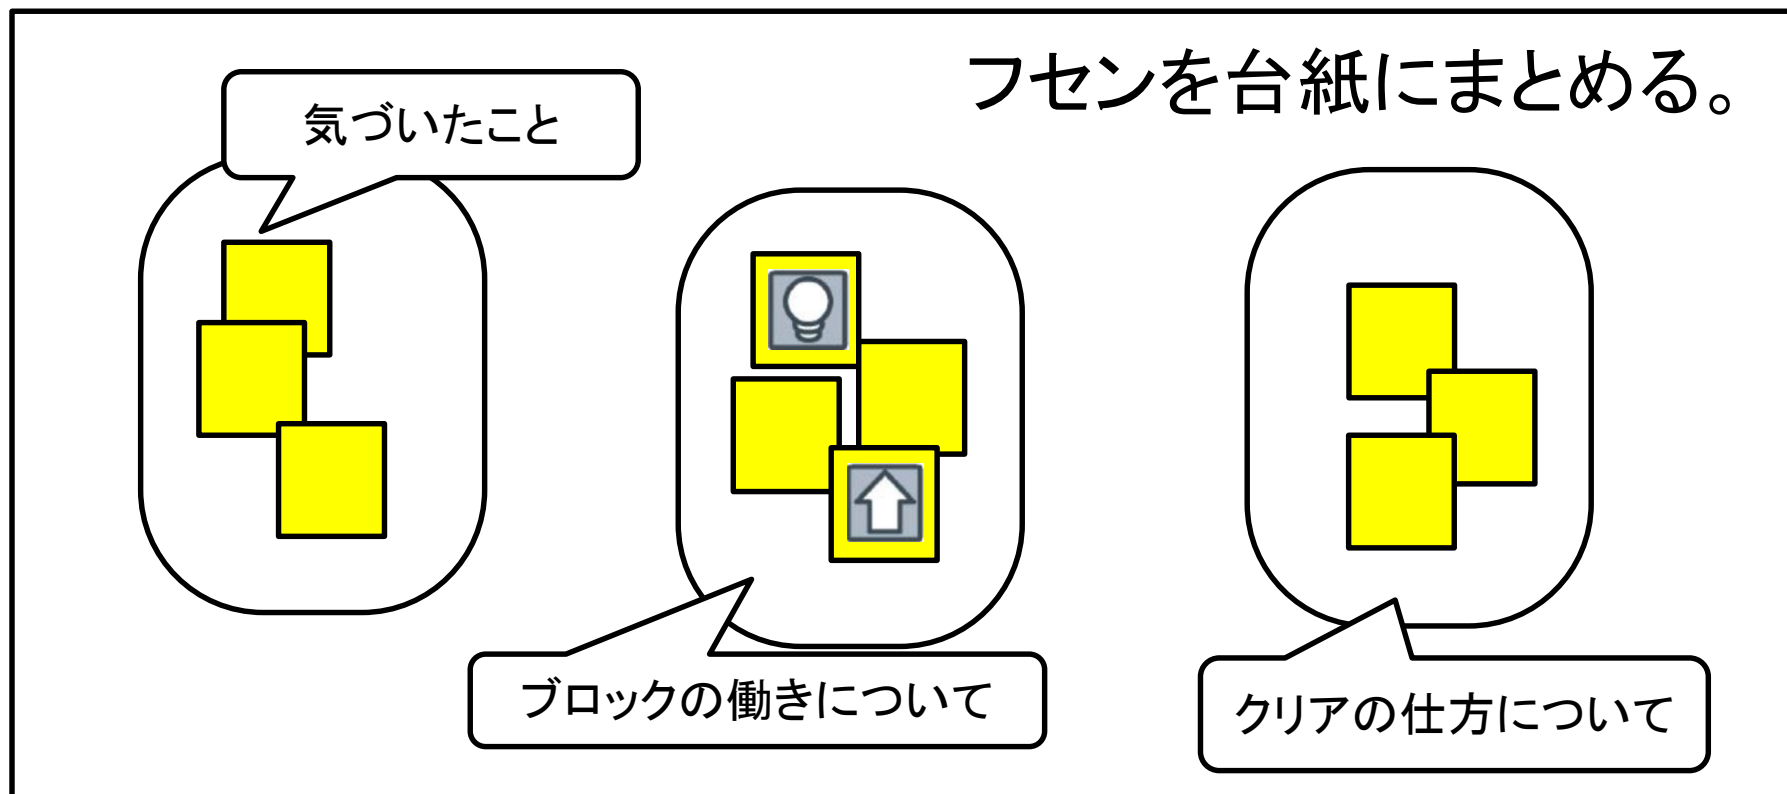 フセンを台紙にまとめる。
気づいたこと
ブロックの働きについて
クリアの仕方について